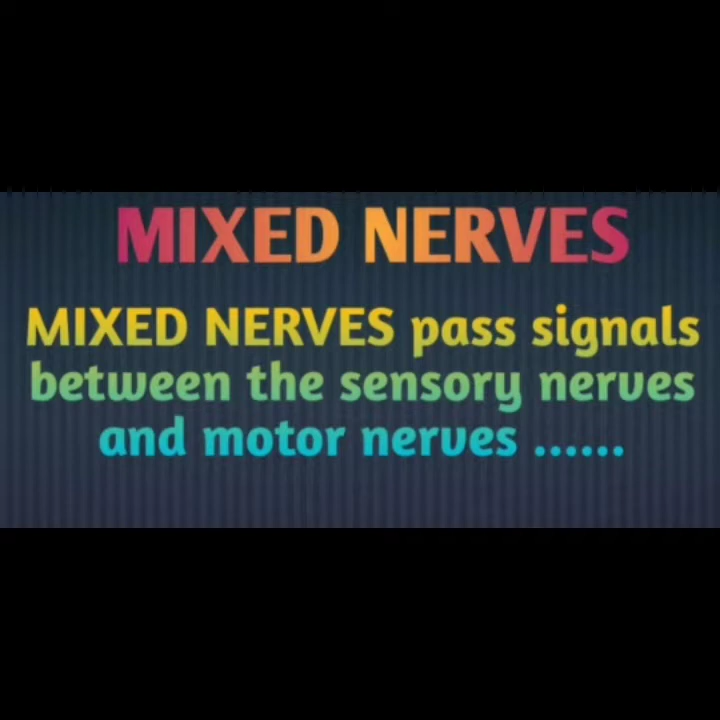 MIXED NERVES
MIXED NERVES pass signals
between the sensory nerves
and motor nerves ......